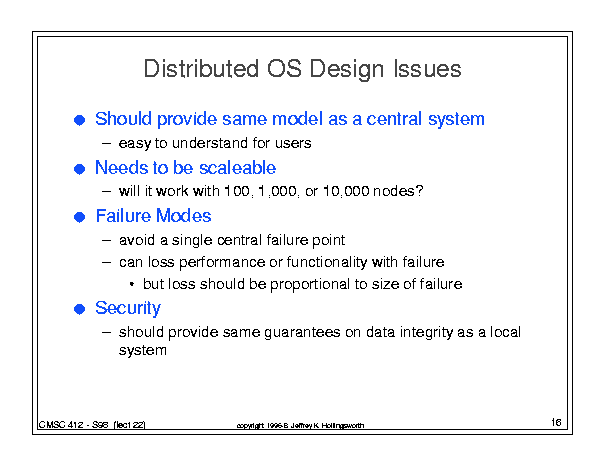 Distributed OS Design Issues
● Should provide same model as a central system
– easy to understand for users
● Needs to be scaleable
– will it work with 100, 1,000, or 10,000 nodes?
● Failure Modes
– avoid a single central failure point
– can loss performance or functionality with failure
• but loss should be proportional to size of failure
● Security
– should provide same guarantees on data integrity as a local
system
CMSC 412 - S98 (lect 22)
copyright 1996-8 Jeffrey K. Hollingsworth
16